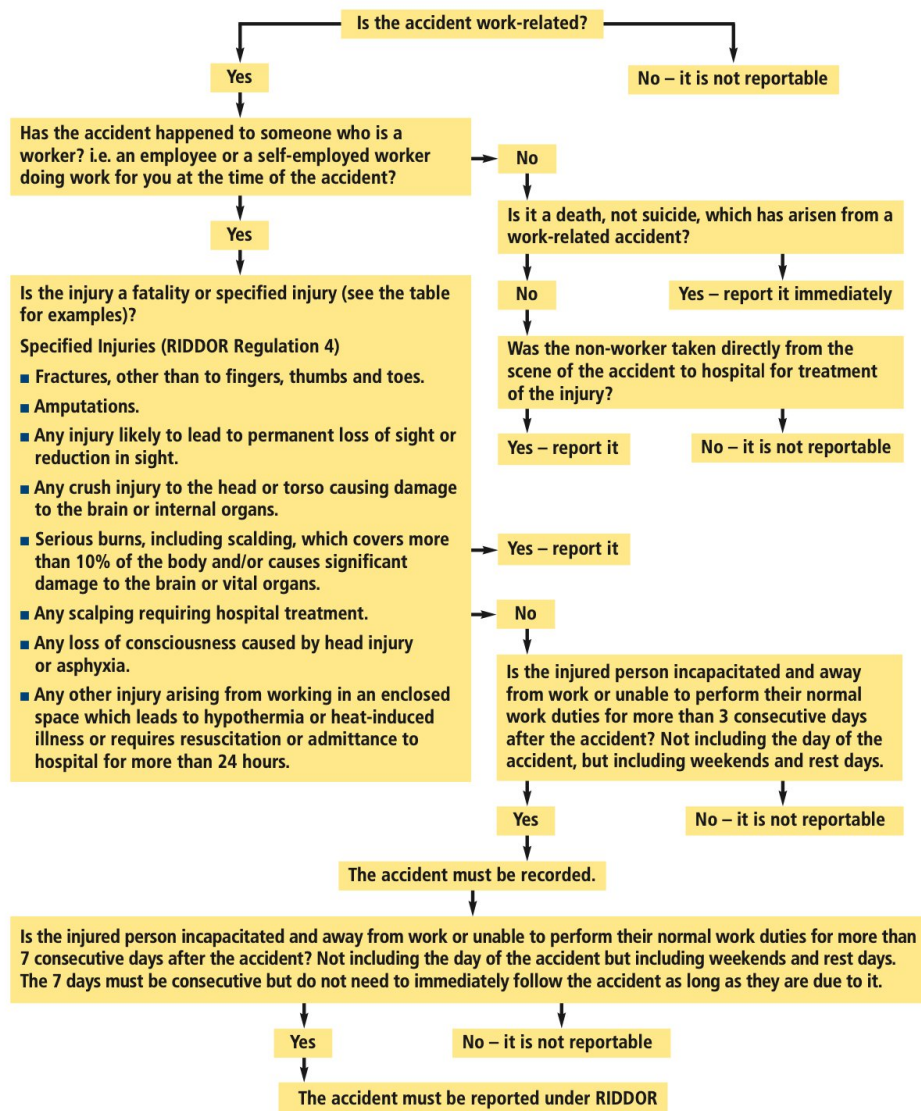 Is the accident work-related?
Yes
No – it is not reportable
Has the accident happened to someone who is a
worker? i.e. an employee or a self-employed worker
doing work for you at the time of the accident?
No
Is it a death, not suicide, which has arisen from a
work-related accident?
Yes
No
Yes – report it immediately
Is the injury a fatality or specified injury (see the table
for examples)?
Specified Injuries (RIDDOR Regulation 4)
■ Fractures, other than to fingers, thumbs and toes.
■ Amputations.
■ Any injury likely to lead to permanent loss of sight or
reduction in sight.
■ Any crush injury to the head or torso causing damage
to the brain or internal organs.
■ Serious burns, including scalding, which covers more
than 10% of the body and/or causes significant
damage to the brain or vital organs.
■ Any scalping requiring hospital treatment.
■ Any loss of consciousness caused by head injury
or asphyxia.
■ Any other injury arising from working in an enclosed
space which leads to hypothermia or heat-induced
illness or requires resuscitation or admittance to
hospital for more than 24 hours.
Was the non-worker taken directly from the
scene of the accident to hospital for treatment
of the injury?
Yes – report it
No – it is not reportable
Yes – report it
No
Is the injured person incapacitated and away
from work or unable to perform their normal
work duties for more than 3 consecutive days
after the accident? Not including the day of the
accident, but including weekends and rest days.
Yes
No – it is not reportable
The accident must be recorded.
Is the injured person incapacitated and away from work or unable to perform their normal work duties for more than
7 consecutive days after the accident? Not including the day of the accident but including weekends and rest days.
The 7 days must be consecutive but do not need to immediately follow the accident as long as they are due to it.
Yes
No – it is not reportable
The accident must be reported under RIDDOR